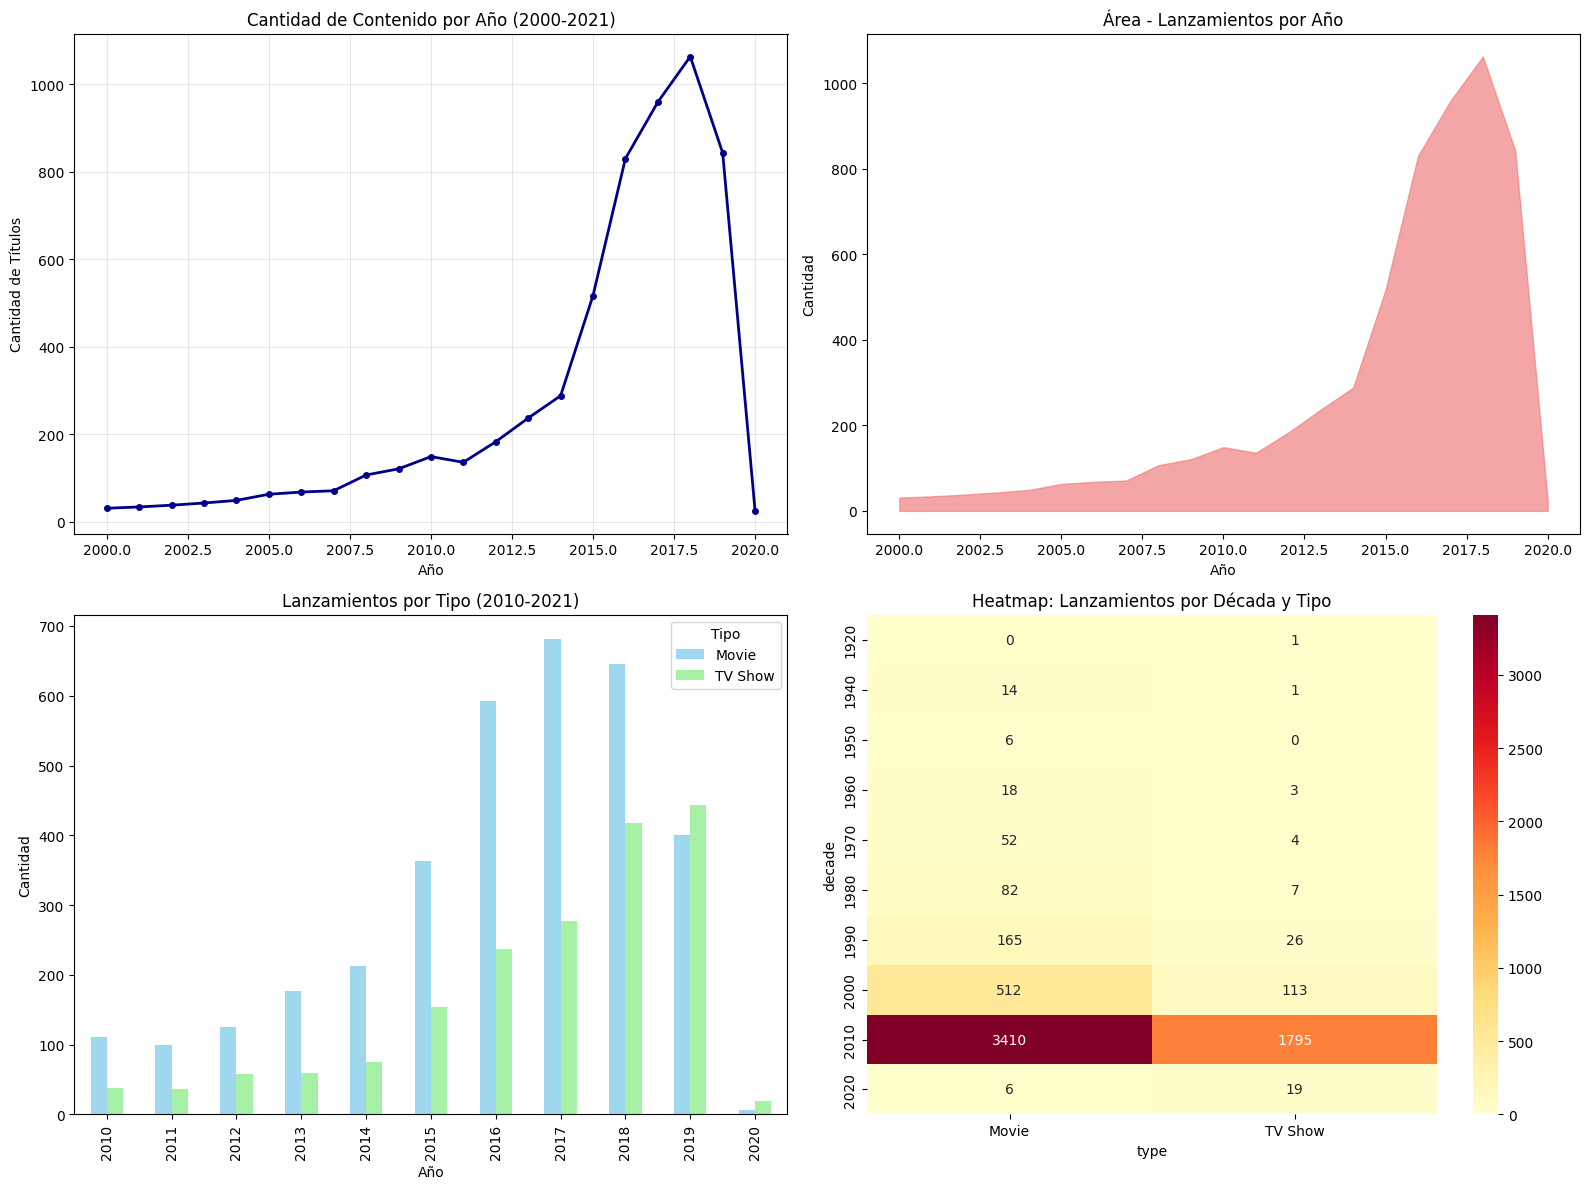 Cantidad de Contenido por Año (2000-2021)
Cantidad de Títulos
1000
800
600
400
200
0
2000.0 2002.5 2005.0 2007.5 2010.0 2012.5 2015.0 2017.5 2020.0
Año
Área - Lanzamientos por Año
Cantidad
1000
800
600
400
200
0
2000.0 2002.5 2005.0 2007.5 2010.0 2012.5 2015.0 2017.5 2020.0
Año
Lanzamientos por Tipo (2010-2021)
Tipo
Movie
TV Show
Cantidad
700
600
500
400
300
200
100
0
2010 2011 2012 2013 2014 2015 2016 2017 2018 2019 2020
Año
Heatmap: Lanzamientos por Década y Tipo
decade
1920 0 1
1940 14 1
1950 6 0
1960 18 3
1970 52 4
1980 82 7
1990 165 26
2000 512 113
2010 3410 1795
2020 6 19
Movie TV Show
type
3000
2500
2000
1500
1000
500
0